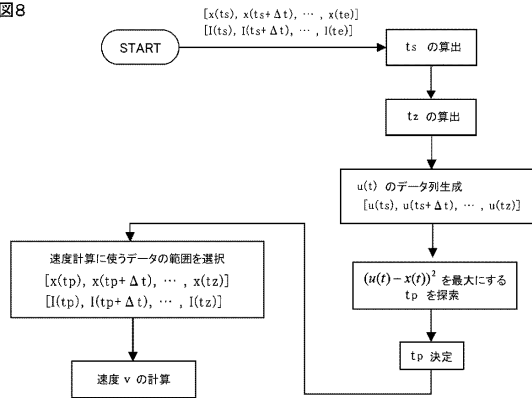 図8
START
[x(ts), x(ts+Δt), … , x(te)]
[I(ts), I(ts+Δt), … , I(te)]
ts の算出
tz の算出
u(t) のデータ列生成
[u(ts), u(ts+Δt), … , u(tz)]
(u(t)−x(t))² を最大にする
tp を探索
tp 決定
速度計算に使うデータの範囲を選択
[x(tp), x(tp+Δt), … , x(tz)]
[I(tp), I(tp+Δt), … , I(tz)]
速度 v の計算